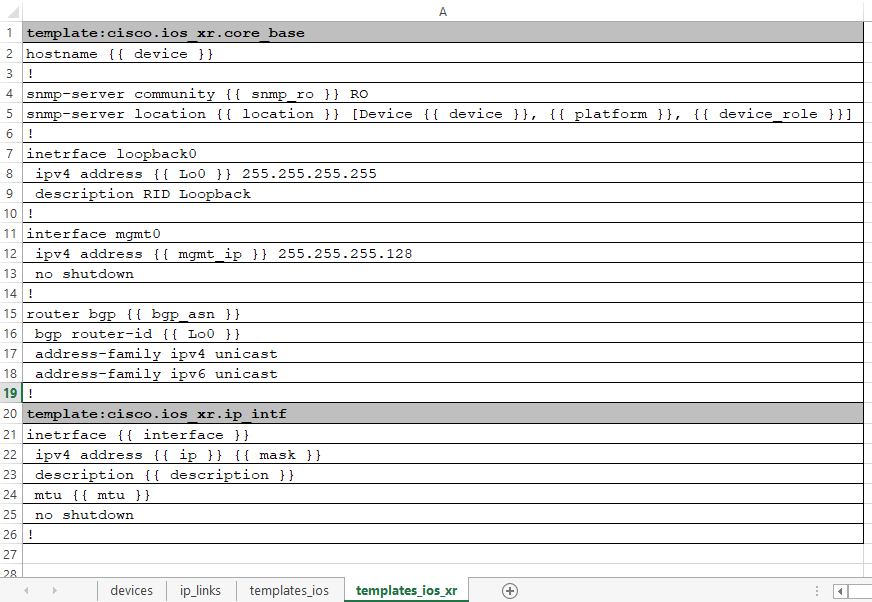 A
1 template:cisco.ios_xr.core_base
2 hostname {{ device }}
3 !
4 snmp-server community {{ snmp_ro }} RO
5 snmp-server location {{ location }} [Device {{ device }}, {{ platform }}, {{ device_role }}]
6 !
7 inetrface loopback0
8  ipv4 address {{ Lo0 }} 255.255.255.255
9  description RID Loopback
10 !
11 interface mgmt0
12  ipv4 address {{ mgmt_ip }} 255.255.255.128
13  no shutdown
14 !
15 router bgp {{ bgp_asn }}
16  bgp router-id {{ Lo0 }}
17  address-family ipv4 unicast
18  address-family ipv6 unicast
19 !
20 template:cisco.ios_xr.ip_intf
21 inetrface {{ interface }}
22  ipv4 address {{ ip }} {{ mask }}
23  description {{ description }}
24  mtu {{ mtu }}
25  no shutdown
26 !
27
28
devices ip_links templates_ios templates_ios_xr